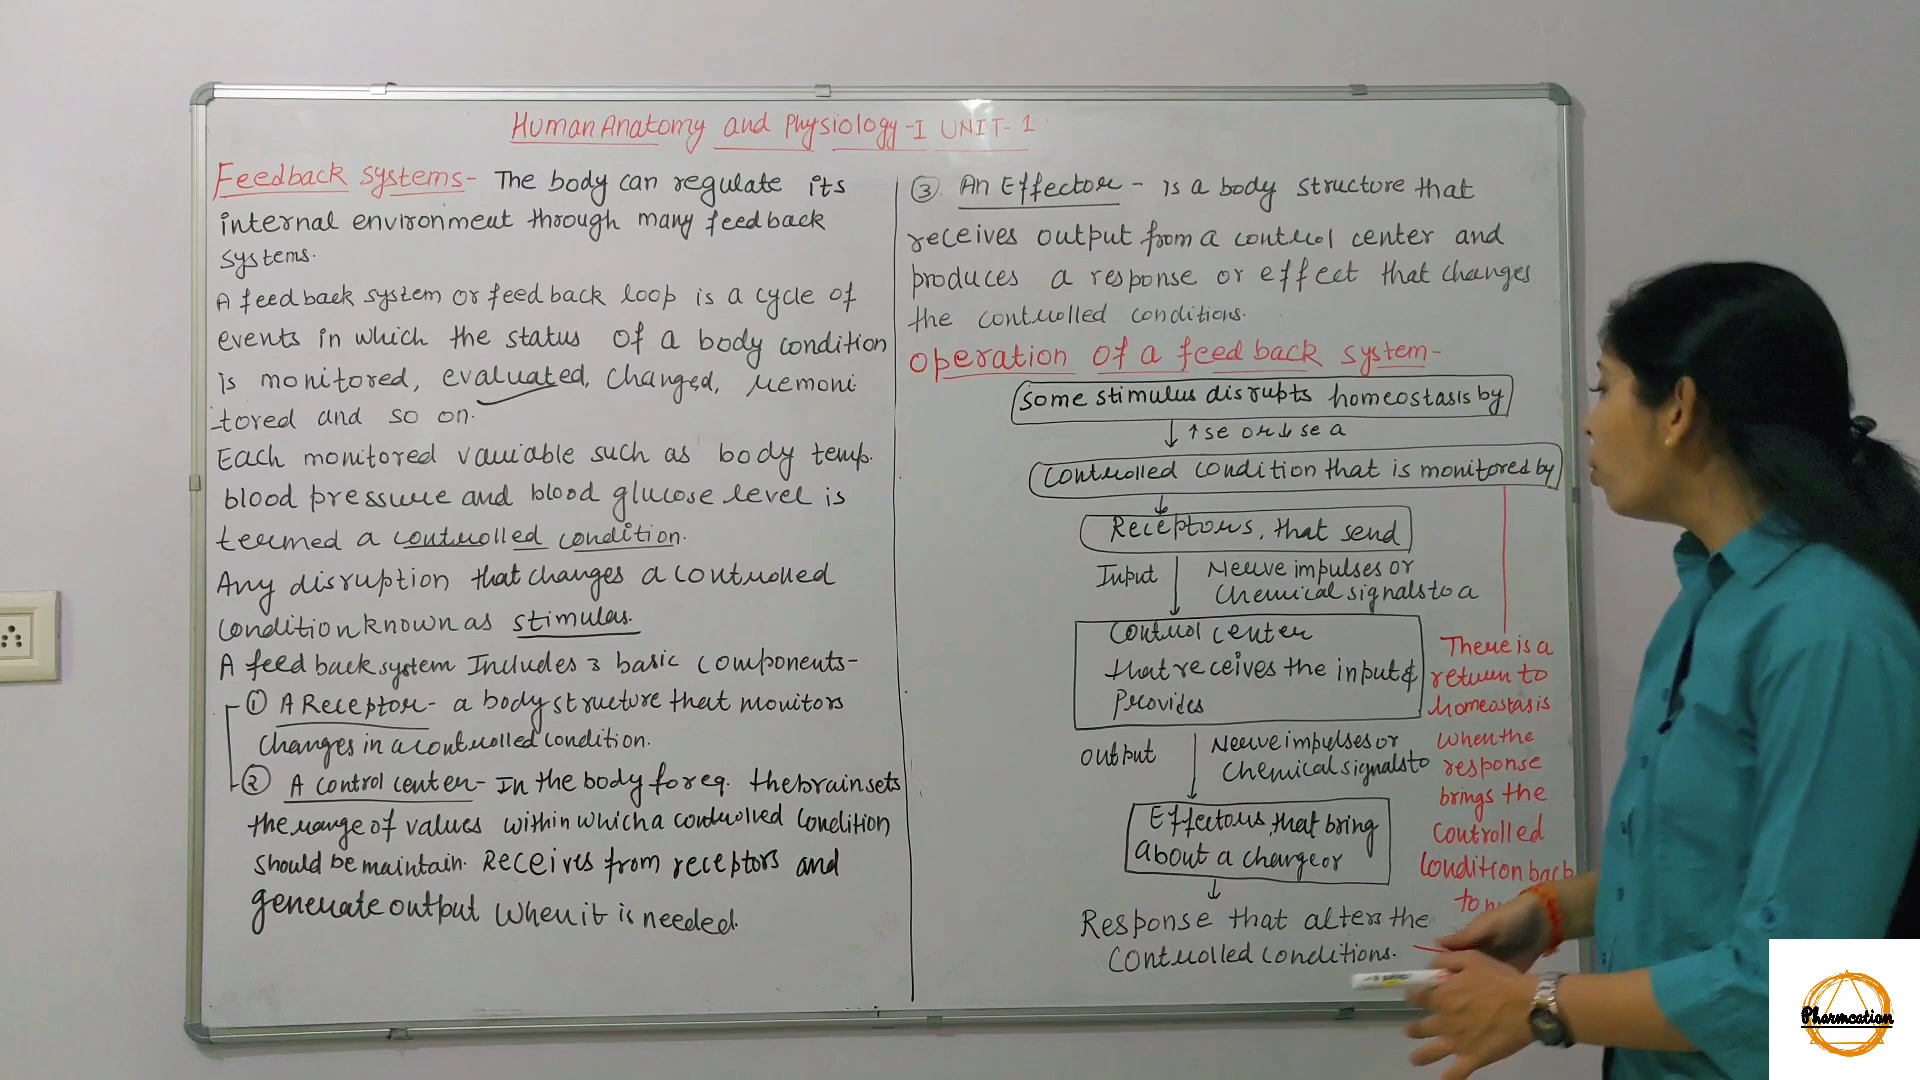 Human Anatomy and Physiology-I UNIT-1
Feedback systems- The body can regulate its
internal environment through many feedback
systems.
A feedback system or feedback loop is a cycle of
events in which the status of a body condition
is monitored, evaluated, changed, remoni
tored and so on.
Each monitored variable such as body temp.
blood pressure and blood glucose level is
termed a controlled condition.
Any disruption that changes a controlled
condition known as stimulas.
A feedback system Includes 3 basic components-
① A Receptor- a body structure that monitors
changes in a controlled condition.
② A control center- In the body for eg. the brain sets
the range of values within which a controlled condition
should be maintain. Receives from receptors and
generate output when it is needed.
③ An Effector- is a body structure that
receives output from a control center and
produces a response or effect that changes
the controlled conditions.
Operation of a feedback system-
Some stimulus disrupts homeostasis by
↓ ↑se or ↓se a
Controlled condition that is monitored by
↓
Receptors, that send
Input ↓ Nerve impulses or
Chemical signals to a
Control center
that receives the input &
Provides
output ↓ Nerve impulses or
Chemical signals to
Effectors that bring
about a change or
↓
Response that alters the
controlled conditions.
There is a
return to
homeostasis
when the
response
brings the
controlled
condition back
to
Pharmcation